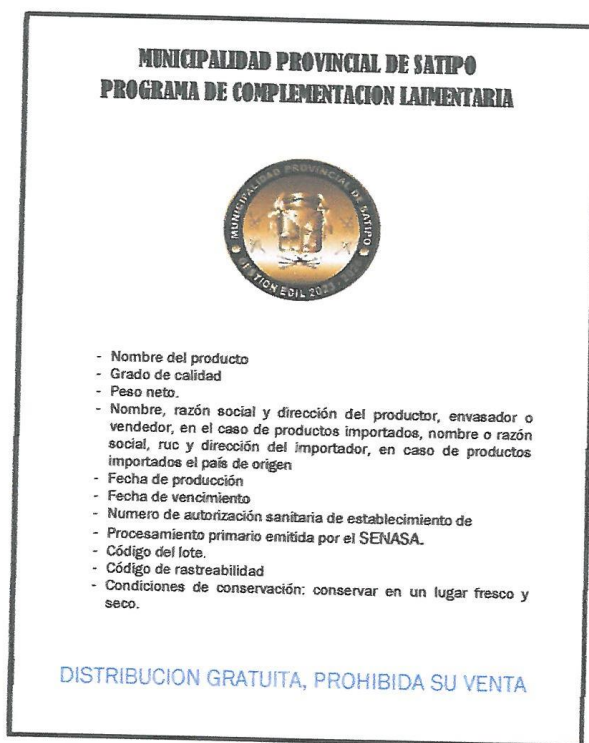 MUNICIPALIDAD PROVINCIAL DE SATIPO
PROGRAMA DE COMPLEMENTACION LAIMENTARIA
MUNICIPALIDAD PROVINCIAL DE SATIPO
GESTION EDIL 2023
- Nombre del producto
- Grado de calidad
- Peso neto.
- Nombre, razón social y dirección del productor, envasador o
vendedor, en el caso de productos importados, nombre o razón
social, ruc y dirección del importador, en caso de productos
importados el país de origen
- Fecha de producción
- Fecha de vencimiento
- Numero de autorización sanitaria de establecimiento de
- Procesamiento primario emitida por el SENASA.
- Código del lote.
- Código de rastreabilidad
- Condiciones de conservación: conservar en un lugar fresco y
seco.
DISTRIBUCION GRATUITA, PROHIBIDA SU VENTA